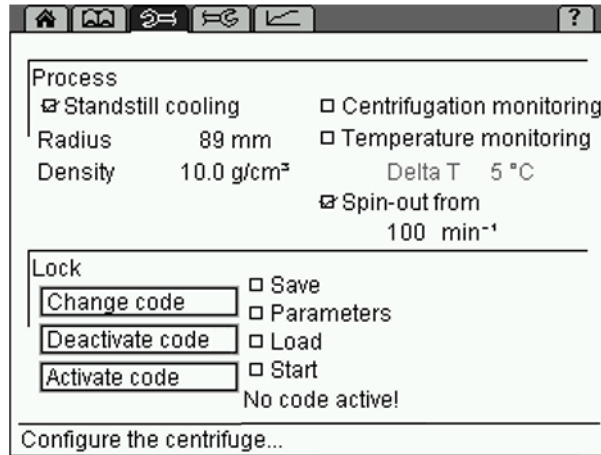 ?
Process
Standstill cooling
Centrifugation monitoring
Radius 89 mm
Temperature monitoring
Density 10.0 g/cm³
Delta T 5 °C
Spin-out from
100 min⁻¹
Lock
Change code
Deactivate code
Activate code
Save
Parameters
Load
Start
No code active!
Configure the centrifuge...